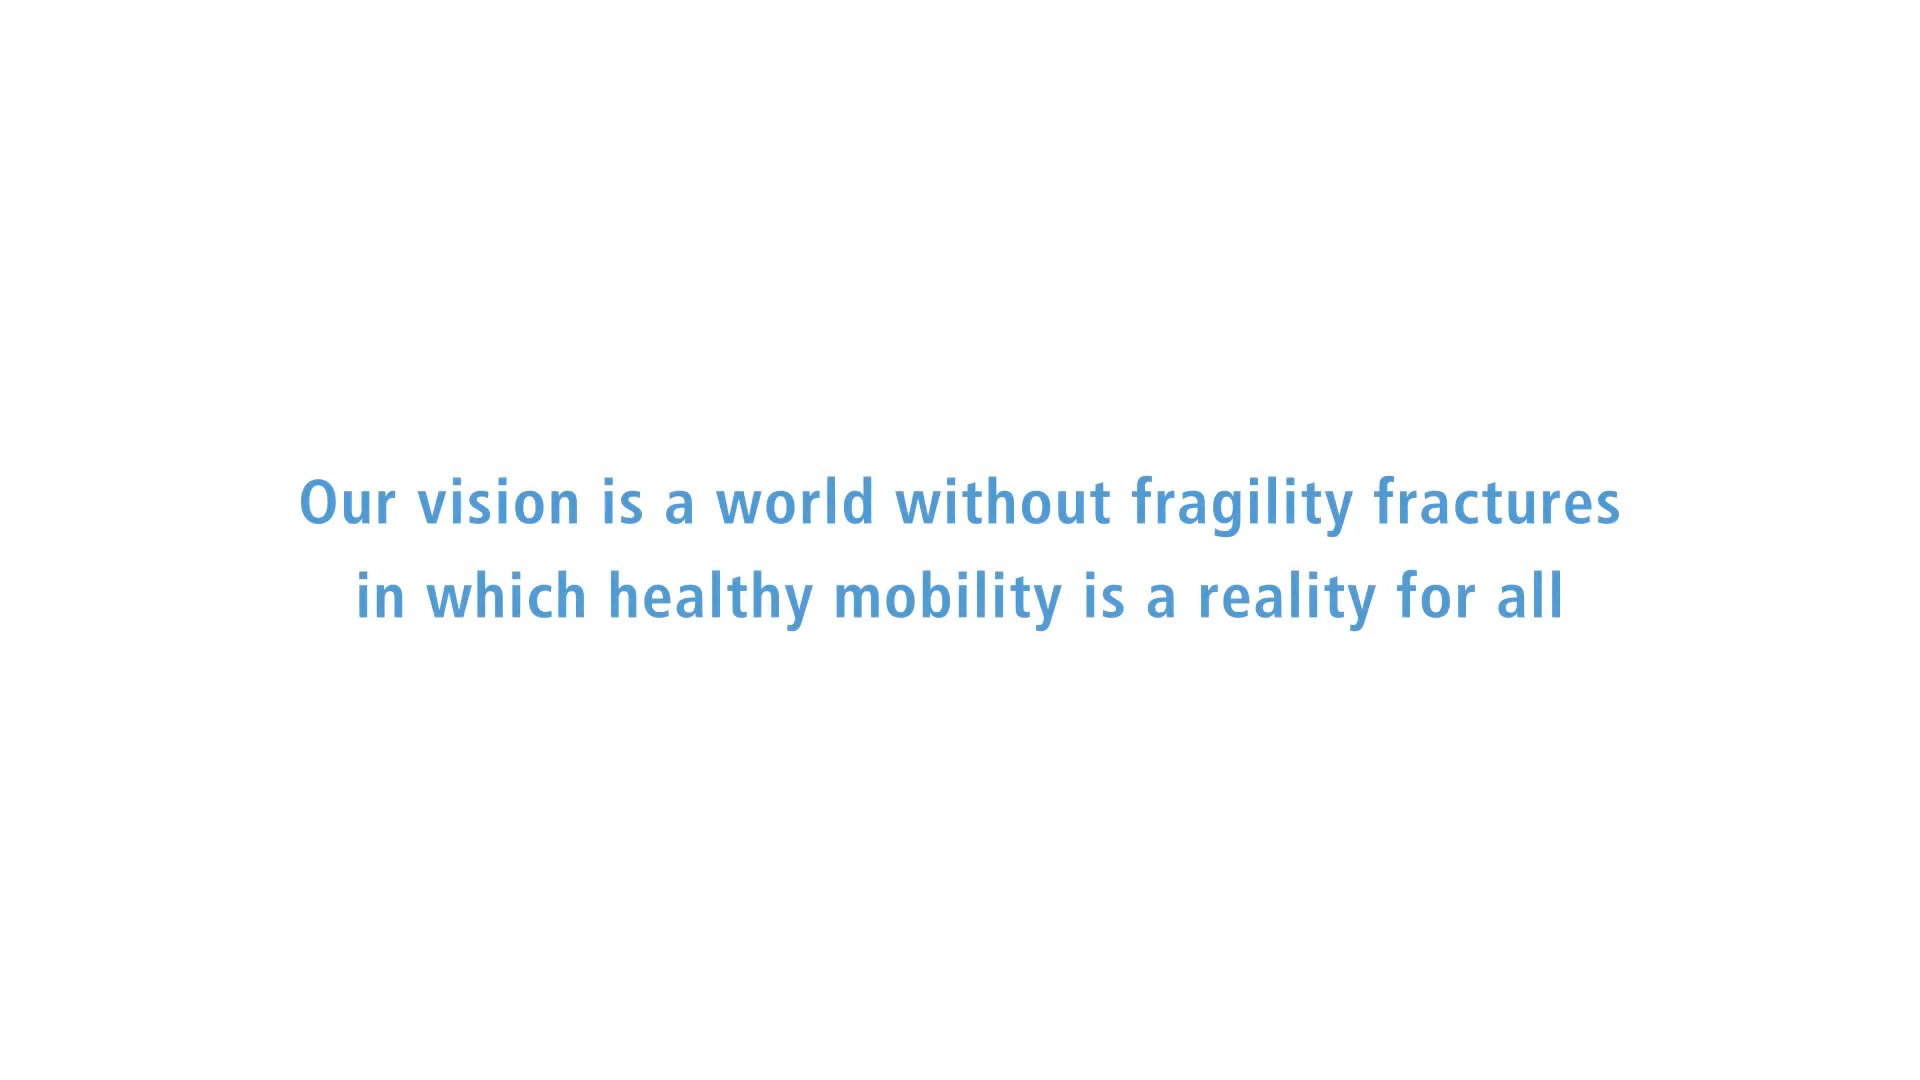 Our vision is a world without fragility fractures
in which healthy mobility is a reality for all